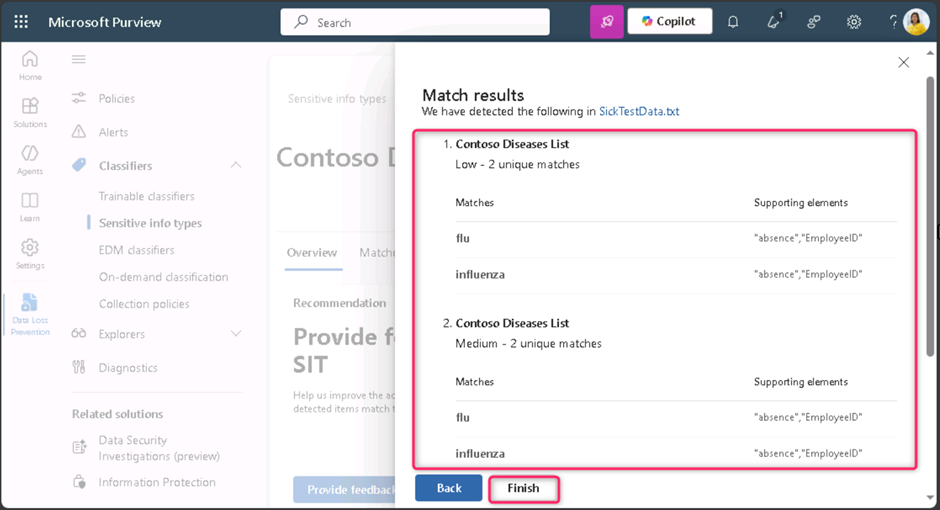 Microsoft Purview
Search
Copilot
1
?
Home
Solutions
Agents
Learn
Settings
Data Loss
Prevention
Policies
Alerts
Classifiers
Trainable classifiers
Sensitive info types
EDM classifiers
On-demand classification
Collection policies
Explorers
Diagnostics
Related solutions
Data Security
Investigations (preview)
Information Protection
Sensitive info types
Contoso D
Overview
Matche
Recommendation
Provide f
SIT
Help us improve the ac
detected items match t
Provide feedback
Match results
We have detected the following in SickTestData.txt
1. Contoso Diseases List
Low - 2 unique matches
Matches Supporting elements
flu "absence","EmployeeID"
influenza "absence","EmployeeID"
2. Contoso Diseases List
Medium - 2 unique matches
Matches Supporting elements
flu "absence","EmployeeID"
influenza "absence","EmployeeID"
Back
Finish